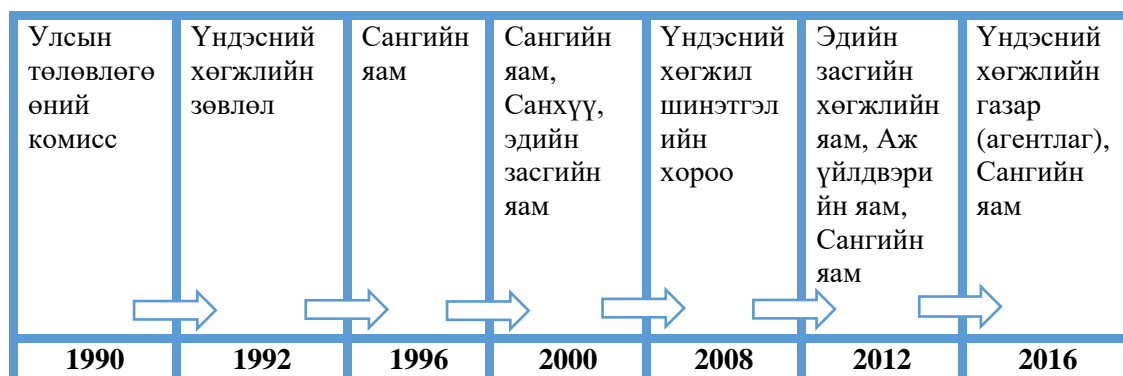 Улсын
төлөвлөгө
өний
комисс
Үндэсний
хөгжлийн
зөвлөл
Сангийн
яам
Сангийн
яам,
Санхүү,
эдийн
засгийн
яам
Үндэсний
хөгжил
шинэтгэл
ийн
хороо
Эдийн
засгийн
хөгжлийн
яам, Аж
үйлдвэри
йн яам,
Сангийн
яам
Үндэсний
хөгжлийн
газар
(агентлаг),
Сангийн
яам
1990
1992
1996
2000
2008
2012
2016